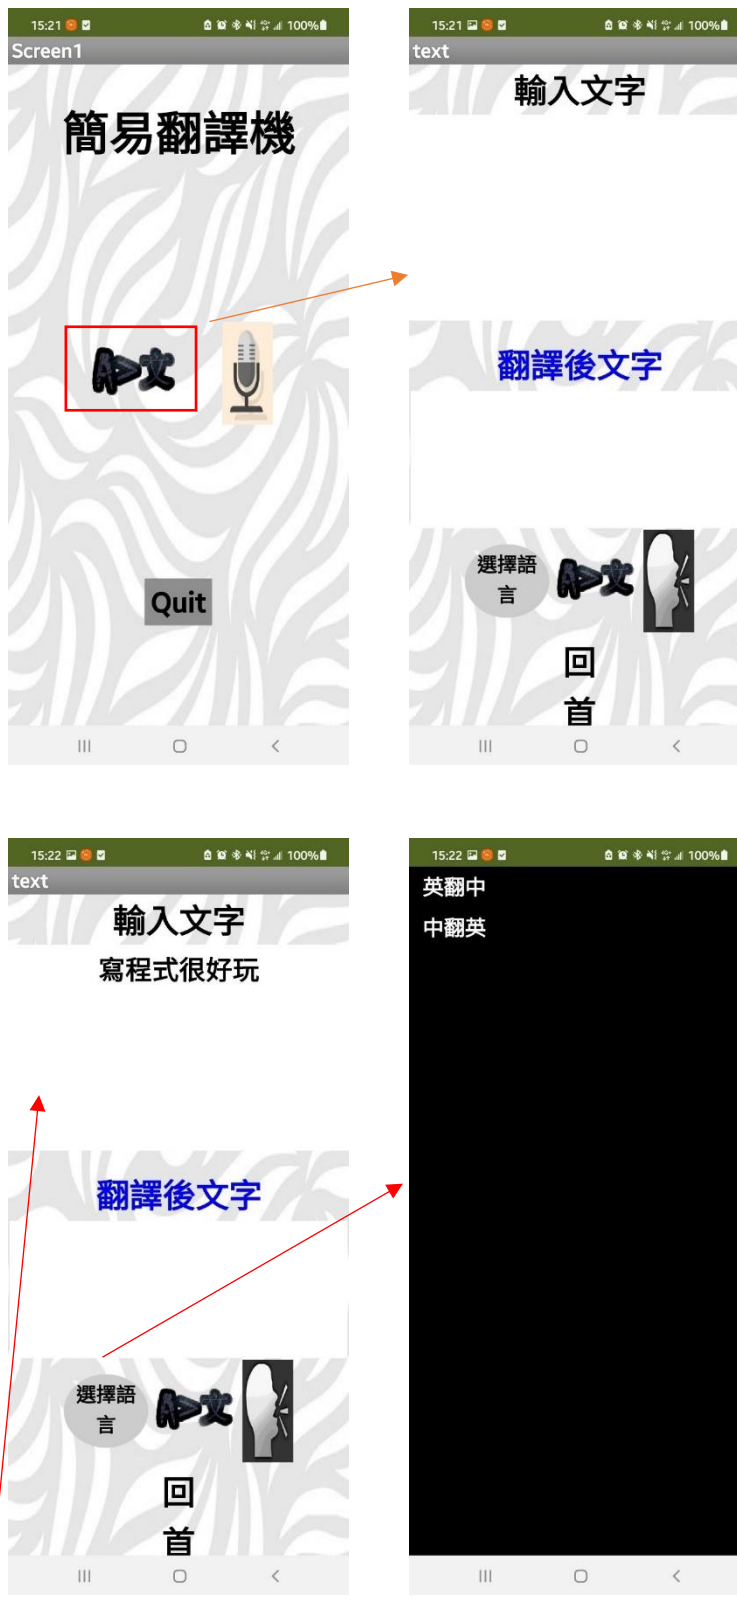 15:21
100%
Screen1
簡易翻譯機
A>文
Quit
15:21
100%
text
輸入文字
翻譯後文字
選擇語
言
A>文
回
首
15:22
100%
text
輸入文字
寫程式很好玩
翻譯後文字
選擇語
言
A>文
回
首
15:22
100%
英翻中
中翻英